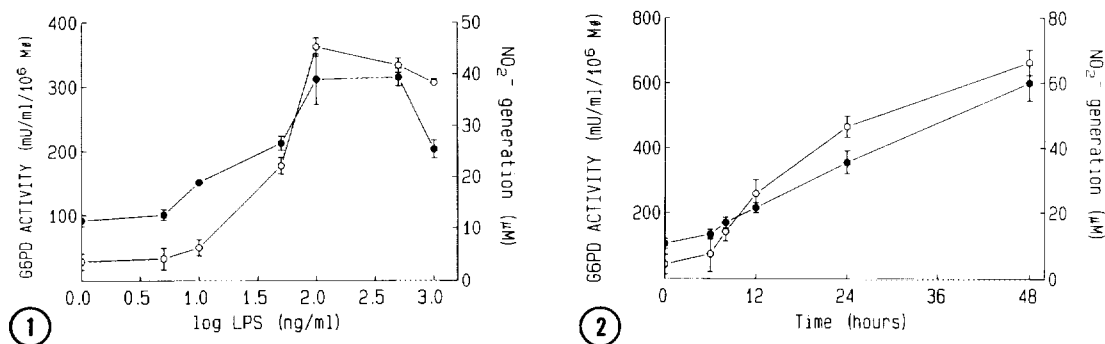 400
300
200
100
G6PD ACTIVITY (mU/ml/10⁶ MØ)
50
40
30
20
10
0
NO₂⁻ generation (µM)
0.0 0.5 1.0 1.5 2.0 2.5 3.0
log LPS (ng/ml)
1
800
600
400
200
G6PD ACTIVITY (mU/ml/10⁶ MØ)
80
60
40
20
0
NO₂⁻ generation (µM)
0 12 24 36 48
Time (hours)
2